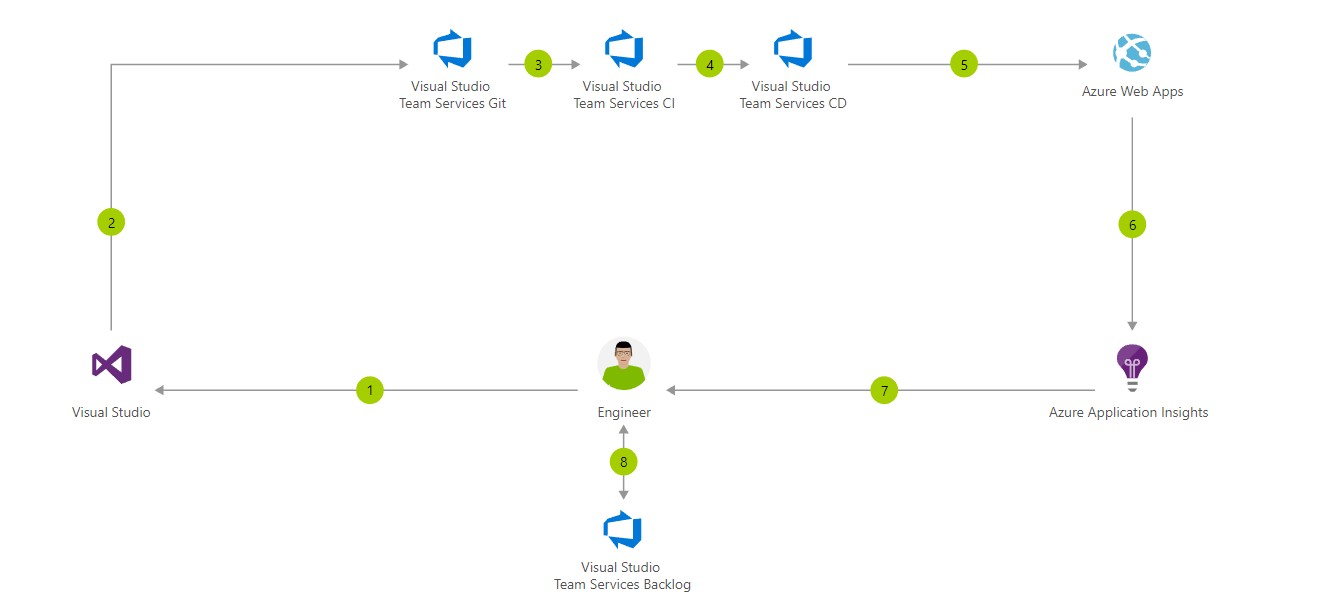 3
4
5
Visual Studio
Team Services Git
Visual Studio
Team Services CI
Visual Studio
Team Services CD
Azure Web Apps
2
6
1
7
Visual Studio
Engineer
Azure Application Insights
8
Visual Studio
Team Services Backlog